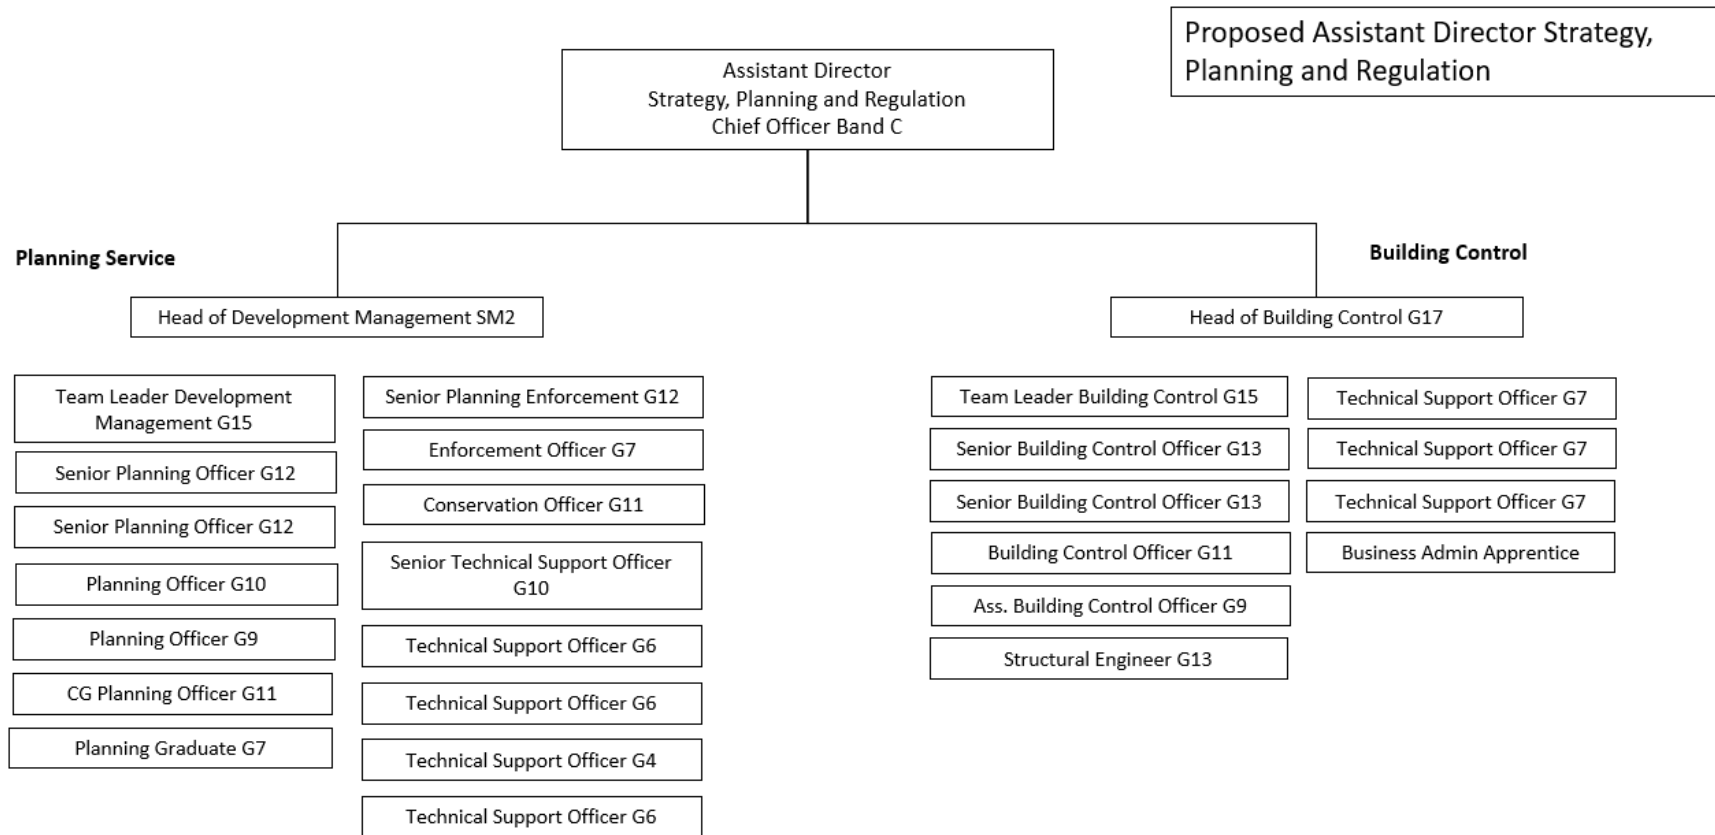 Proposed Assistant Director Strategy,
Planning and Regulation
Assistant Director
Strategy, Planning and Regulation
Chief Officer Band C
Planning Service
Building Control
Head of Development Management SM2
Head of Building Control G17
Team Leader Development
Management G15
Senior Planning Officer G12
Senior Planning Officer G12
Planning Officer G10
Planning Officer G9
CG Planning Officer G11
Planning Graduate G7
Senior Planning Enforcement G12
Enforcement Officer G7
Conservation Officer G11
Senior Technical Support Officer
G10
Technical Support Officer G6
Technical Support Officer G6
Technical Support Officer G4
Technical Support Officer G6
Team Leader Building Control G15
Senior Building Control Officer G13
Senior Building Control Officer G13
Building Control Officer G11
Ass. Building Control Officer G9
Structural Engineer G13
Technical Support Officer G7
Technical Support Officer G7
Technical Support Officer G7
Business Admin Apprentice